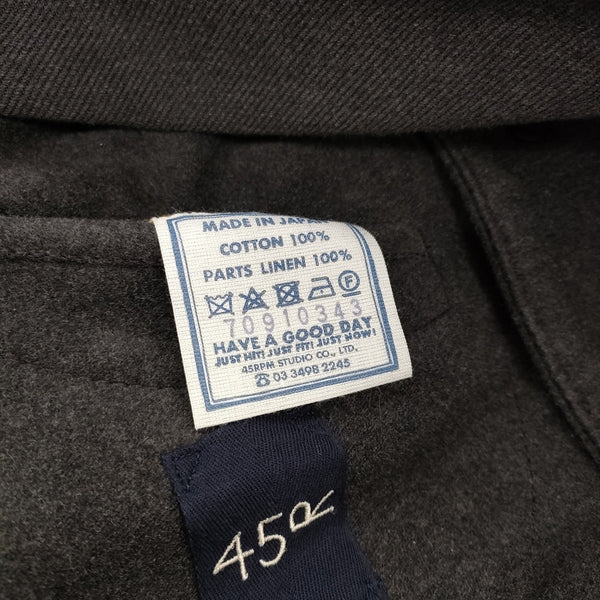 MADE IN JAPAN
COTTON 100%
PARTS LINEN 100%
F
70910343
HAVE A GOOD DAY
JUST HIT! JUST FIT! JUST NOW!
45RPM STUDIO CO., LTD.
☎ 03 3498 2245
45R